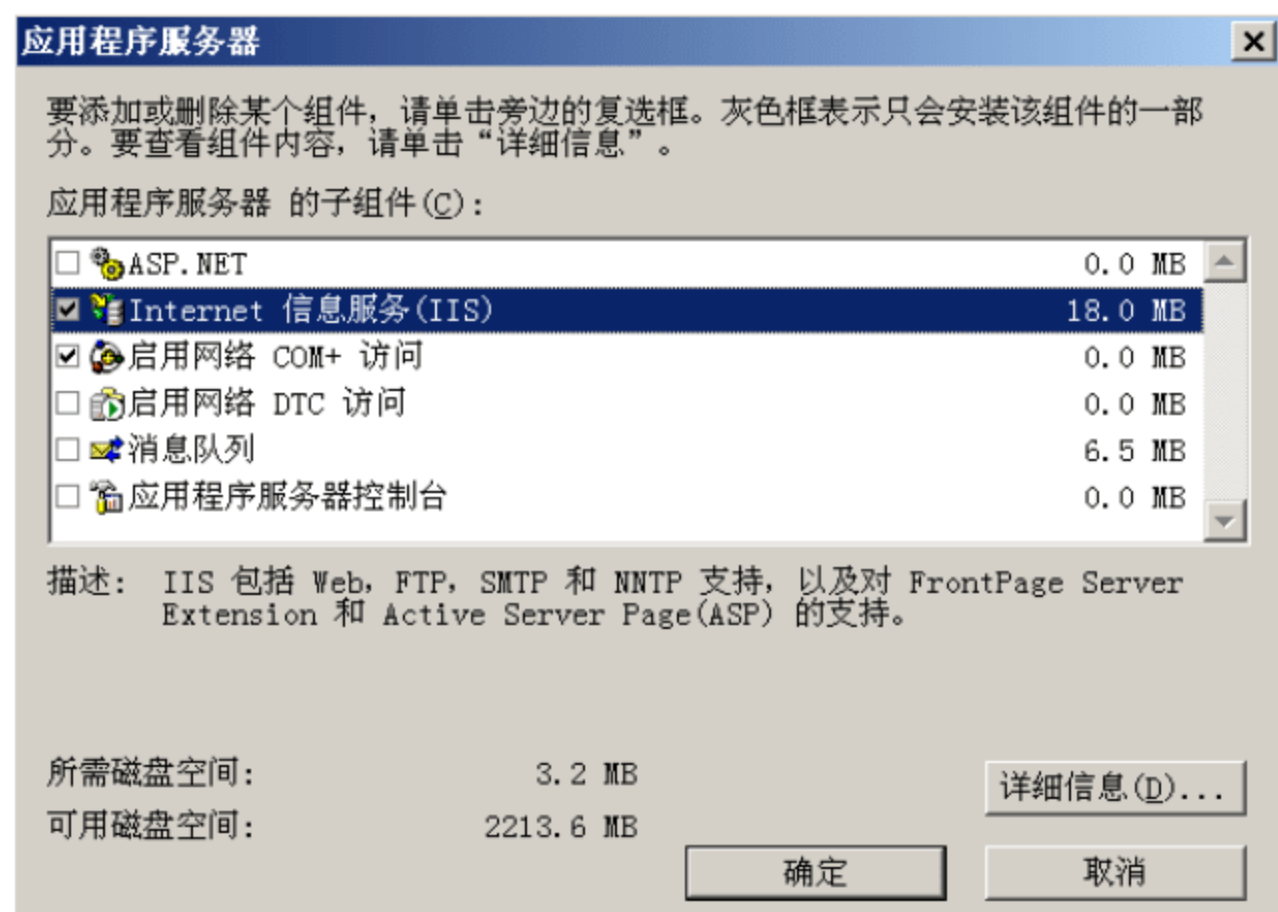 应用程序服务器
要添加或删除某个组件，请单击旁边的复选框。灰色框表示只会安装该组件的一部
分。要查看组件内容，请单击“详细信息”。
应用程序服务器 的子组件(C):
ASP.NET 0.0 MB
Internet 信息服务(IIS) 18.0 MB
启用网络 COM+ 访问 0.0 MB
启用网络 DTC 访问 0.0 MB
消息队列 6.5 MB
应用程序服务器控制台 0.0 MB
描述: IIS 包括 Web, FTP, SMTP 和 NNTP 支持，以及对 FrontPage Server
Extension 和 Active Server Page(ASP) 的支持。
所需磁盘空间: 3.2 MB
详细信息(D)...
可用磁盘空间: 2213.6 MB
确定 取消